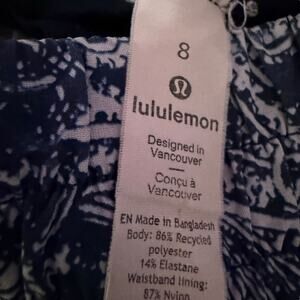 8
lululemon
Designed in
Vancouver
Conçu à
Vancouver
EN Made in Bangladesh
Body: 86% Recycled
polyester
14% Elastane
Waistband lining:
87% Nylon